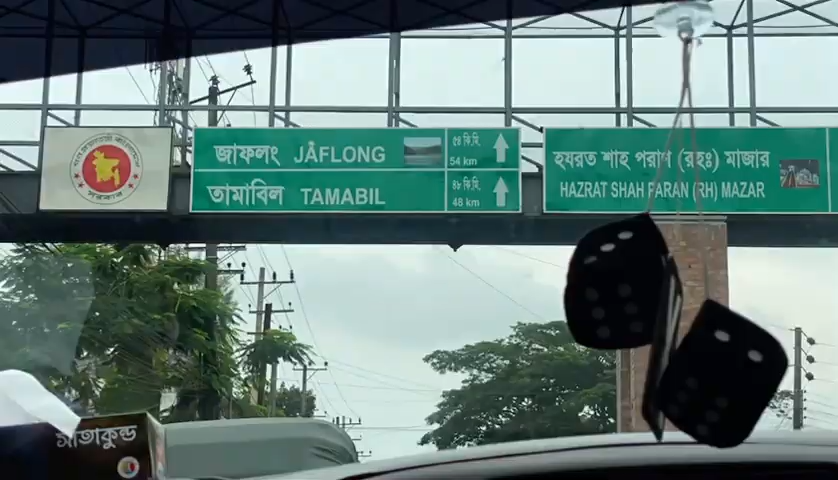 জাফলং JAFLONG
৫৪ কি.মি.
54 km
তামাবিল TAMABIL
৪৮ কি.মি.
48 km
হযরত শাহ পরাণ (রহঃ) মাজার
HAZRAT SHAH PARAN (RH) MAZAR
সীতাকুন্ড